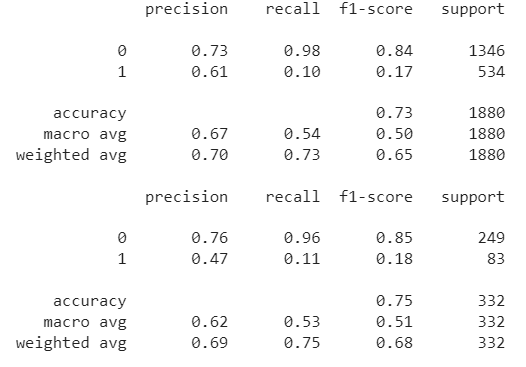 precision recall f1-score support
0 0.73 0.98 0.84 1346
1 0.61 0.10 0.17 534
accuracy 0.73 1880
macro avg 0.67 0.54 0.50 1880
weighted avg 0.70 0.73 0.65 1880
precision recall f1-score support
0 0.76 0.96 0.85 249
1 0.47 0.11 0.18 83
accuracy 0.75 332
macro avg 0.62 0.53 0.51 332
weighted avg 0.69 0.75 0.68 332